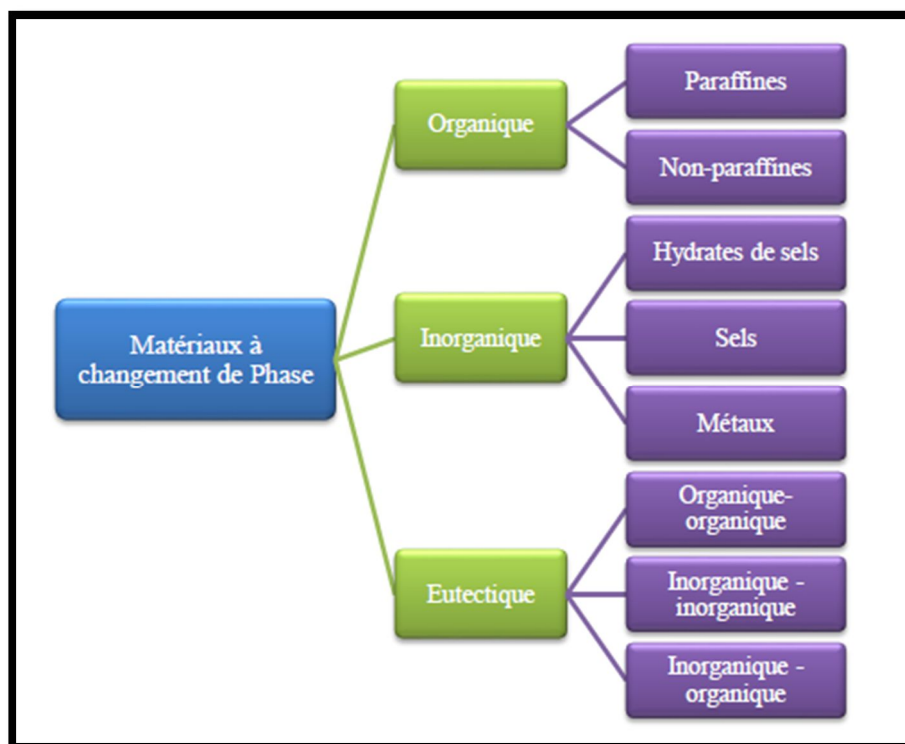 Matériaux à
changement de Phase
Organique
Paraffines
Non-paraffines
Inorganique
Hydrates de sels
Sels
Métaux
Eutectique
Organique-
organique
Inorganique -
inorganique
Inorganique -
organique